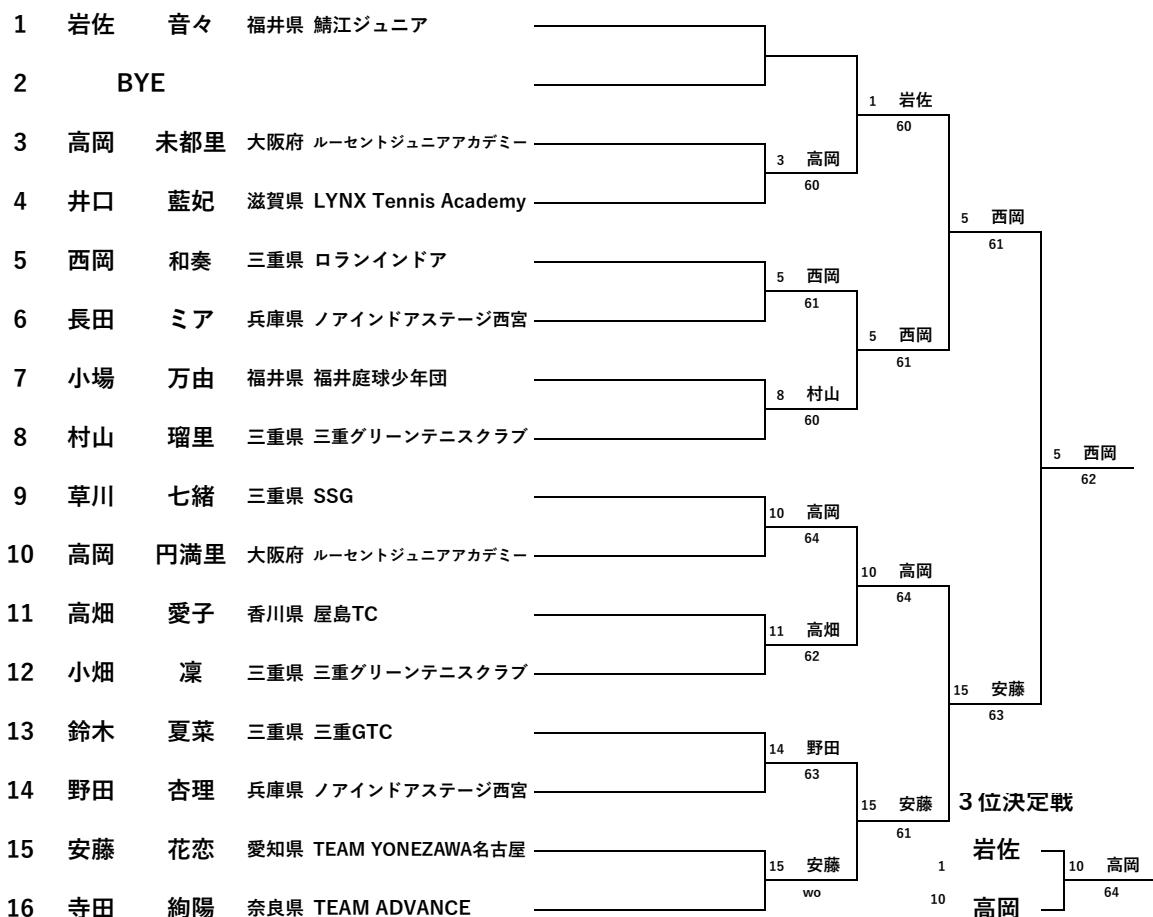 1 岩佐 音々 福井県 鯖江ジュニア
2 BYE
1 岩佐
60
3 高岡 未都里 大阪府 ルーセントジュニアアカデミー
3 高岡
60
4 井口 藍妃 滋賀県 LYNX Tennis Academy
5 西岡
61
5 西岡 和奏 三重県 ロランインドア
5 西岡
61
6 長田 ミア 兵庫県 ノアインドアステージ西宮
5 西岡
61
7 小場 万由 福井県 福井庭球少年団
8 村山
60
8 村山 瑠里 三重県 三重グリーンテニスクラブ
5 西岡
62
9 草川 七緒 三重県 SSG
10 高岡
64
10 高岡 円満里 大阪府 ルーセントジュニアアカデミー
10 高岡
64
11 高畑 愛子 香川県 屋島TC
11 高畑
62
12 小畑 凜 三重県 三重グリーンテニスクラブ
15 安藤
63
13 鈴木 夏菜 三重県 三重GTC
14 野田
63
14 野田 杏理 兵庫県 ノアインドアステージ西宮
15 安藤
61
15 安藤 花恋 愛知県 TEAM YONEZAWA名古屋
15 安藤
wo
16 寺田 絢陽 奈良県 TEAM ADVANCE
３位決定戦
1 岩佐
10 高岡
64
10 高岡